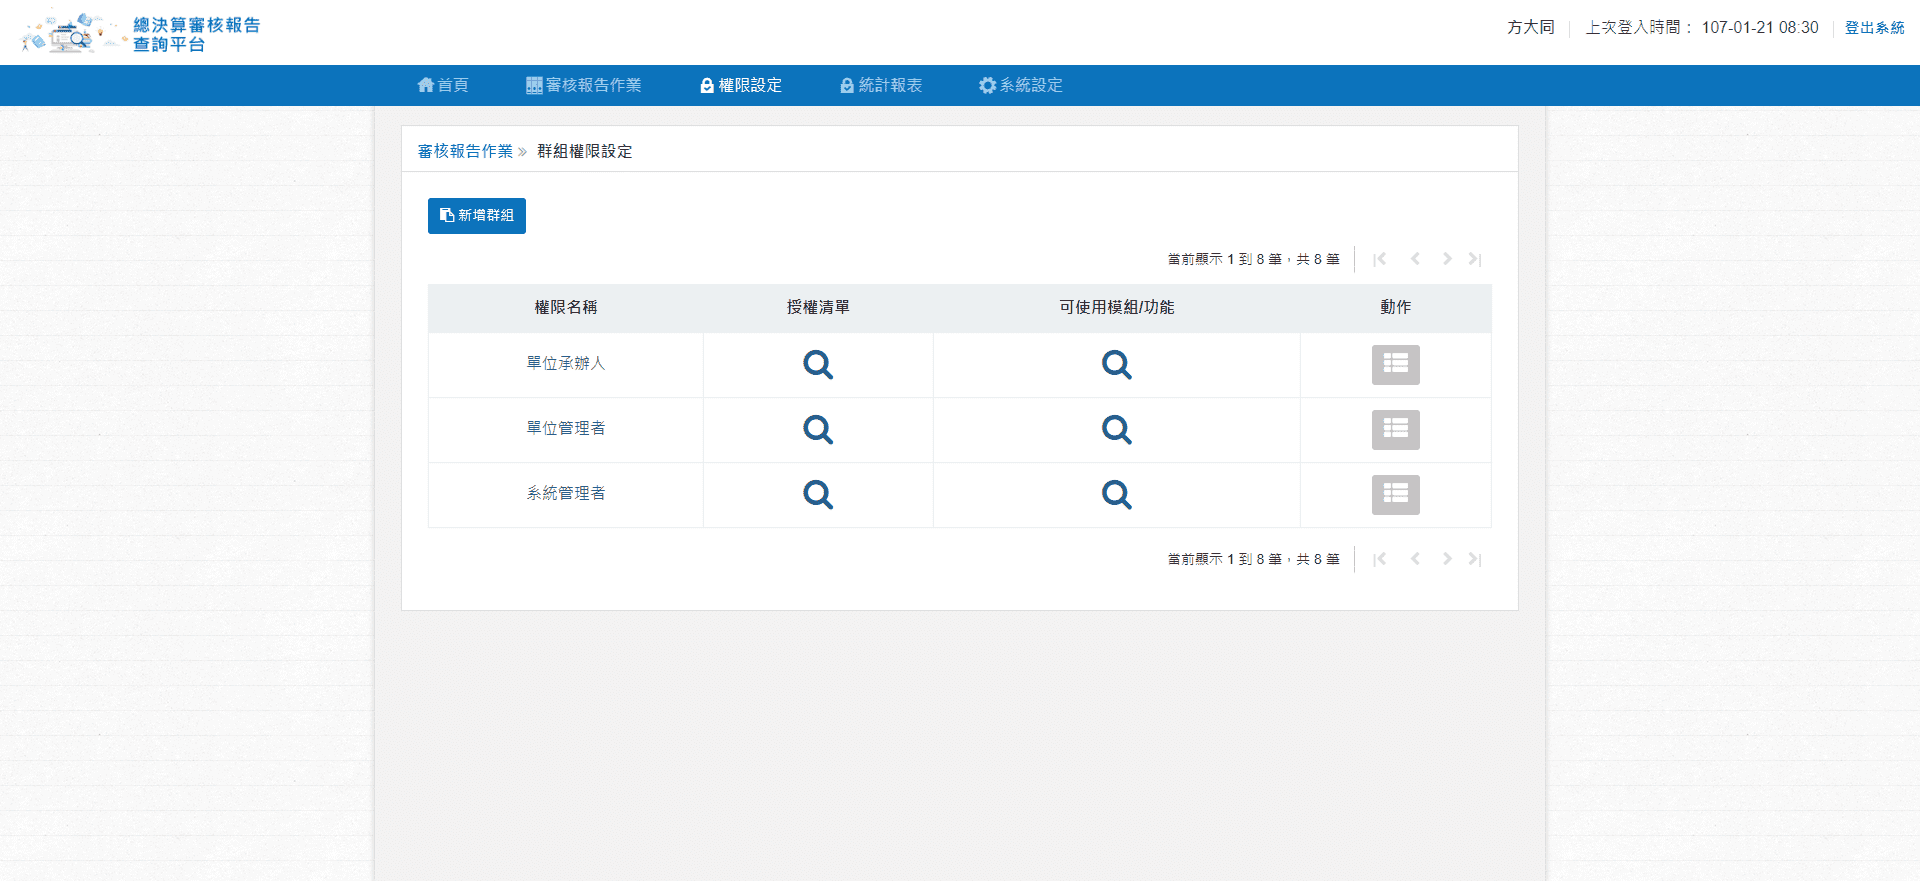 總決算審核報告
查詢平台
方大同 上次登入時間： 107-01-21 08:30 登出系統
首頁 審核報告作業 權限設定 統計報表 系統設定
審核報告作業 » 群組權限設定
新增群組
當前顯示 1 到 8 筆，共 8 筆
權限名稱 授權清單 可使用模組/功能 動作
單位承辦人
單位管理者
系統管理者
當前顯示 1 到 8 筆，共 8 筆